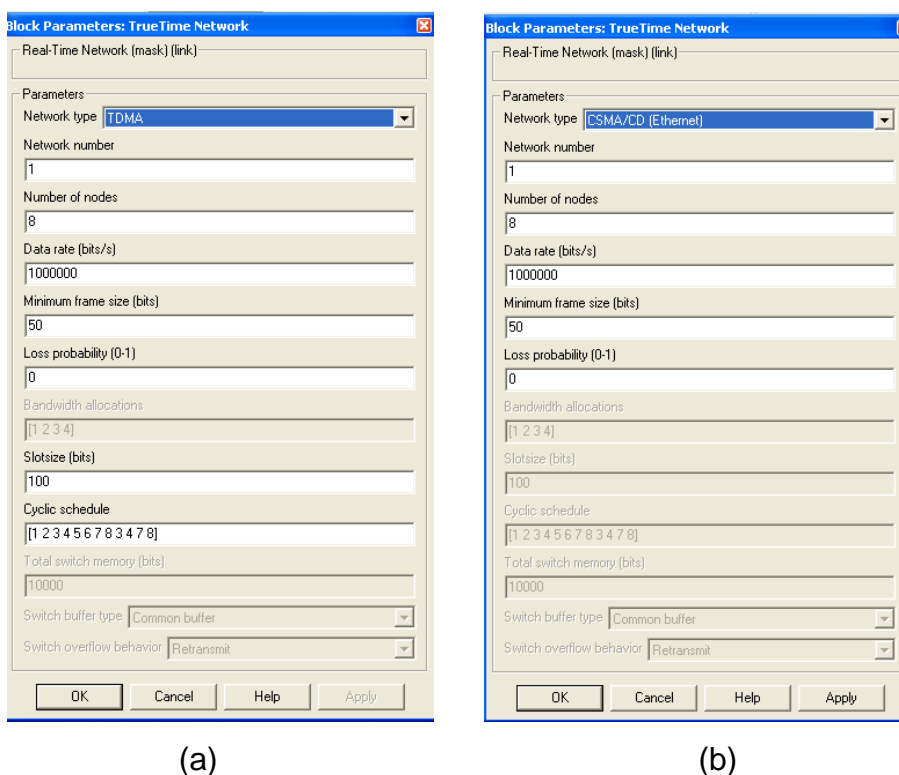 Block Parameters: TrueTime Network
Real-Time Network (mask) (link)
Parameters
Network type TDMA
Network number
1
Number of nodes
8
Data rate (bits/s)
1000000
Minimum frame size (bits)
50
Loss probability (0-1)
0
Bandwidth allocations
[1 2 3 4]
Slotsize (bits)
100
Cyclic schedule
[1 2 3 4 5 6 7 8 3 4 7 8]
Total switch memory (bits)
10000
Switch buffer type Common buffer
Switch overflow behavior Retransmit
OK Cancel Help Apply
(a)
Block Parameters: TrueTime Network
Real-Time Network (mask) (link)
Parameters
Network type CSMA/CD (Ethernet)
Network number
1
Number of nodes
8
Data rate (bits/s)
1000000
Minimum frame size (bits)
50
Loss probability (0-1)
0
Bandwidth allocations
[1 2 3 4]
Slotsize (bits)
100
Cyclic schedule
[1 2 3 4 5 6 7 8 3 4 7 8]
Total switch memory (bits)
10000
Switch buffer type Common buffer
Switch overflow behavior Retransmit
OK Cancel Help Apply
(b)